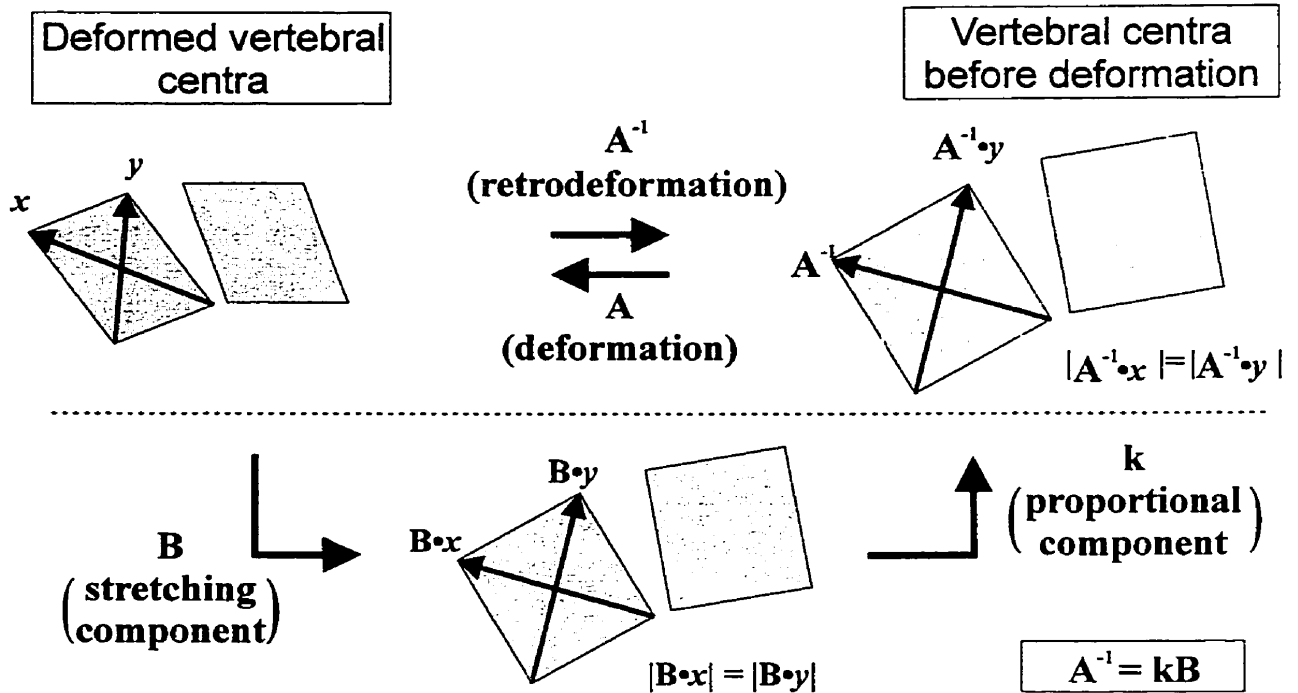 Deformed vertebral
centra
Vertebral centra
before deformation
A⁻¹
(retrodeformation)
A
(deformation)
x
y
A⁻¹•y
A⁻¹
|A⁻¹•x |=|A⁻¹•y |
B
(stretching
component)
B•y
B•x
|B•x| = |B•y|
k
(proportional
component)
A⁻¹ = kB